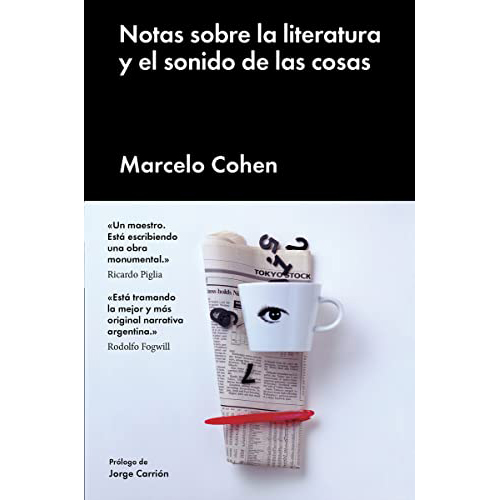 Notas sobre la literatura
y el sonido de las cosas
Marcelo Cohen
«Un maestro.
Está escribiendo
una obra
monumental.»
Ricardo Piglia
«Está tramando
la mejor y más
original narrativa
argentina.»
Rodolfo Fogwill
TOKYO STOCK
7
Prólogo de
Jorge Carrión